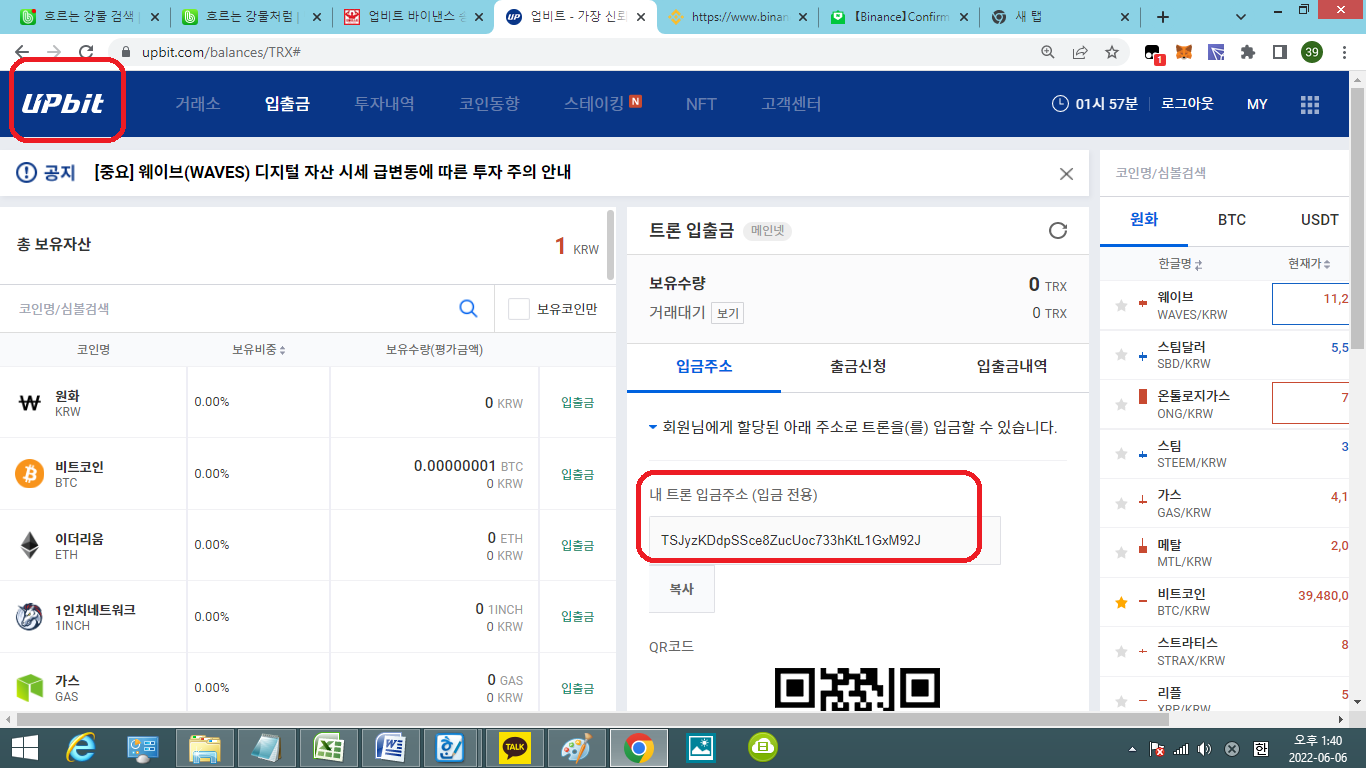 흐르는 강물 검색 |
흐르는 강물처럼 |
업비트 바이낸스 송
업비트 - 가장 신뢰
https://www.binan
【Binance】Confirm
새 탭
upbit.com/balances/TRX#
1
39
UPbit
거래소
입출금
투자내역
코인동향
스테이킹 N
NFT
고객센터
01시 57분
로그아웃
MY
공지 [중요] 웨이브(WAVES) 디지털 자산 시세 급변동에 따른 투자 주의 안내
총 보유자산 1 KRW
코인명/심볼검색 보유코인만
코인명 보유비중 보유수량(평가금액)
원화 0.00% 0 KRW 입출금
KRW
비트코인 0.00% 0.00000001 BTC 입출금
BTC 0 KRW
이더리움 0.00% 0 ETH 입출금
ETH 0 KRW
1인치네트워크 0.00% 0 1INCH 입출금
1INCH 0 KRW
가스 0.00% 0 GAS 입출금
GAS 0 KRW
트론 입출금 메인넷
보유수량 0 TRX
거래대기 보기 0 TRX
입금주소 출금신청 입출금내역
회원님에게 할당된 아래 주소로 트론을(를) 입금할 수 있습니다.
내 트론 입금주소 (입금 전용)
TSJyzKDdpSSce8ZucUoc733hKtL1GxM92J
복사
QR코드
코인명/심볼검색
원화 BTC USDT
한글명 현재가
웨이브 11,2
WAVES/KRW
스팀달러 5,5
SBD/KRW
온톨로지가스 7
ONG/KRW
스팀 3
STEEM/KRW
가스 4,1
GAS/KRW
메탈 2,0
MTL/KRW
비트코인 39,480,0
BTC/KRW
스트라티스 8
STRAX/KRW
리플 5
XRP/KRW
TALK
한
오후 1:40
2022-06-06